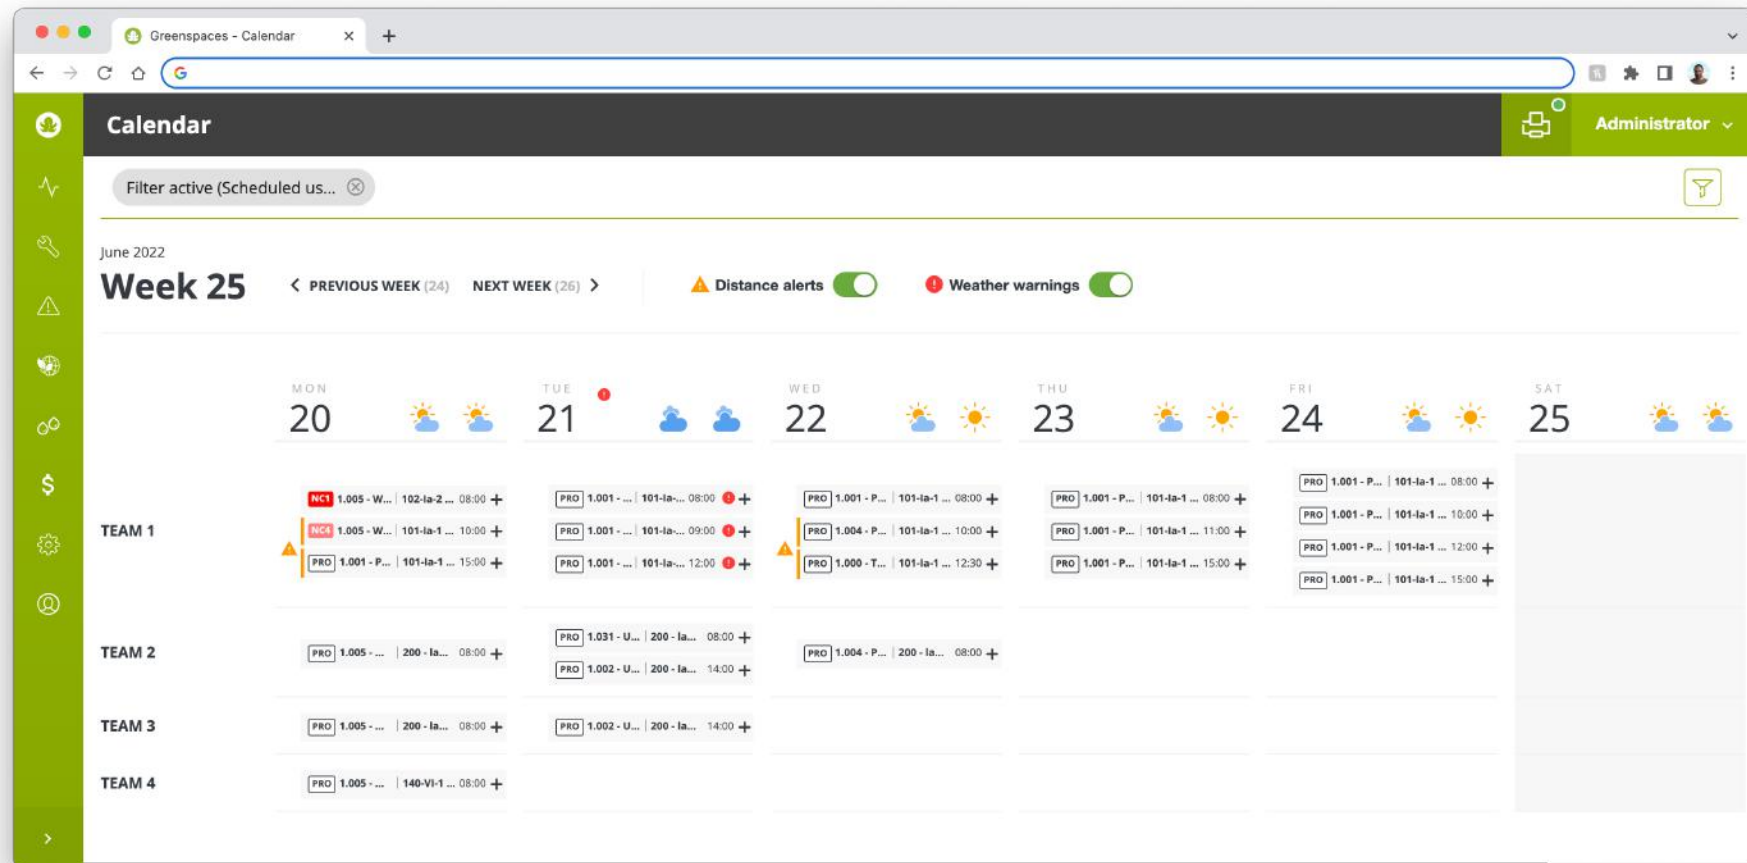 Greenspaces - Calendar
Calendar
Administrator
Filter active (Scheduled us...
June 2022
Week 25
PREVIOUS WEEK (24) NEXT WEEK (26)
Distance alerts
Weather warnings
MON TUE WED THU FRI SAT
20 21 22 23 24 25
TEAM 1
NC1 1.005 - W... 102-la-2 ... 08:00 +
NC4 1.005 - W... 101-la-1 ... 10:00 +
PRO 1.001 - P... 101-la-1 ... 15:00 +
PRO 1.001 - ... 101-la-... 08:00 +
PRO 1.001 - ... 101-la-... 09:00 +
PRO 1.001 - ... 101-la-... 12:00 +
PRO 1.001 - P... 101-la-1 ... 08:00 +
PRO 1.004 - P... 101-la-1 ... 10:00 +
PRO 1.000 - T... 101-la-1 ... 12:30 +
PRO 1.001 - P... 101-la-1 ... 08:00 +
PRO 1.001 - P... 101-la-1 ... 11:00 +
PRO 1.001 - P... 101-la-1 ... 15:00 +
PRO 1.001 - P... 101-la-1 ... 08:00 +
PRO 1.001 - P... 101-la-1 ... 10:00 +
PRO 1.001 - P... 101-la-1 ... 12:00 +
PRO 1.001 - P... 101-la-1 ... 15:00 +
TEAM 2
PRO 1.005 - ... 200 - la... 08:00 +
PRO 1.031 - U... 200 - la... 08:00 +
PRO 1.002 - U... 200 - la... 14:00 +
PRO 1.004 - P... 200 - la... 08:00 +
TEAM 3
PRO 1.005 - ... 200 - la... 08:00 +
PRO 1.002 - U... 200 - la... 14:00 +
TEAM 4
PRO 1.005 - ... 140-VI-1 ... 08:00 +